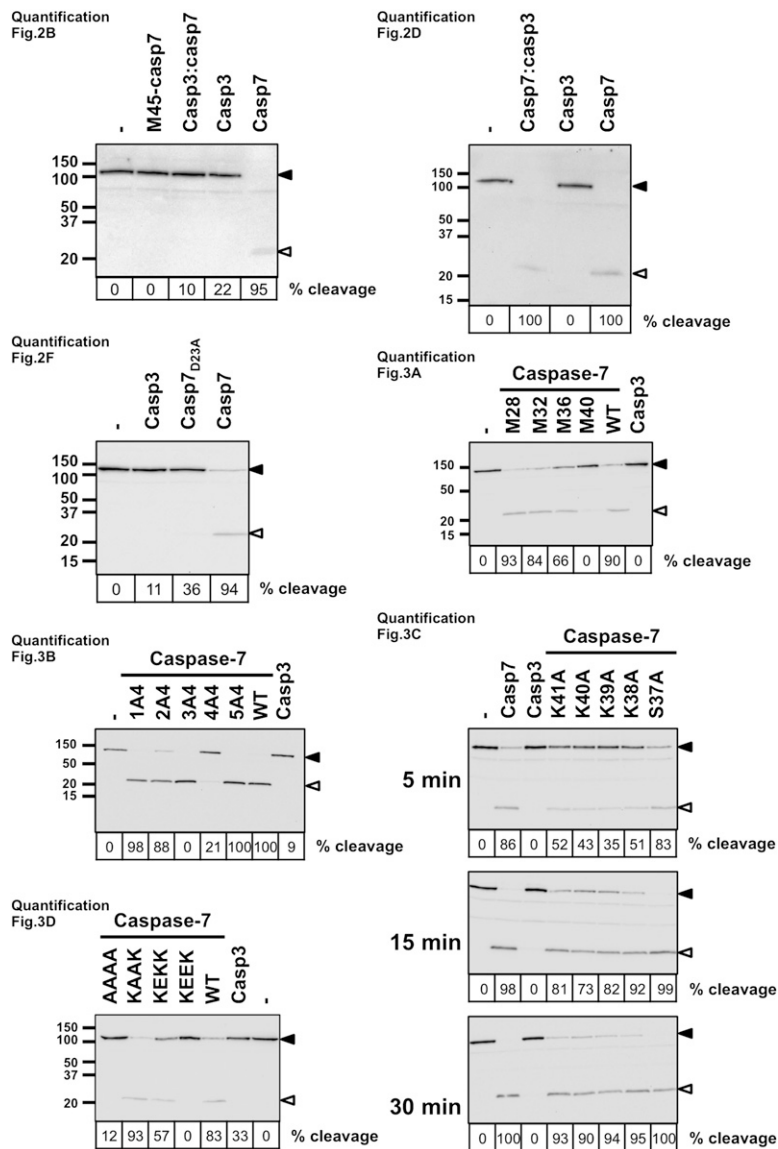 Quantification
Fig.2B
- M45-casp7 Casp3:casp7 Casp3 Casp7
150
100
50
37
20
0 0 10 22 95 % cleavage
Quantification
Fig.2D
- Casp7:casp3 Casp3 Casp7
150
100
50
37
20
15
0 100 0 100 % cleavage
Quantification
Fig.2F
- Casp3 Casp7D23A Casp7
150
100
50
37
20
15
0 11 36 94 % cleavage
Quantification
Fig.3A
Caspase-7
- M28 M32 M36 M40 WT Casp3
150
50
20
15
0 93 84 66 0 90 0 % cleavage
Quantification
Fig.3B
Caspase-7
- 1A4 2A4 3A4 4A4 5A4 WT Casp3
150
50
20
15
0 98 88 0 21 100 100 9 % cleavage
Quantification
Fig.3C
Caspase-7
- Casp7 Casp3 K41A K40A K39A K38A S37A
5 min
0 86 0 52 43 35 51 83 % cleavage
15 min
0 98 0 81 73 82 92 99 % cleavage
30 min
0 100 0 93 90 94 95 100 % cleavage
Quantification
Fig.3D
Caspase-7
AAAA KAAK KEKK KEEK WT Casp3 -
150
100
50
37
20
12 93 57 0 83 33 0 % cleavage